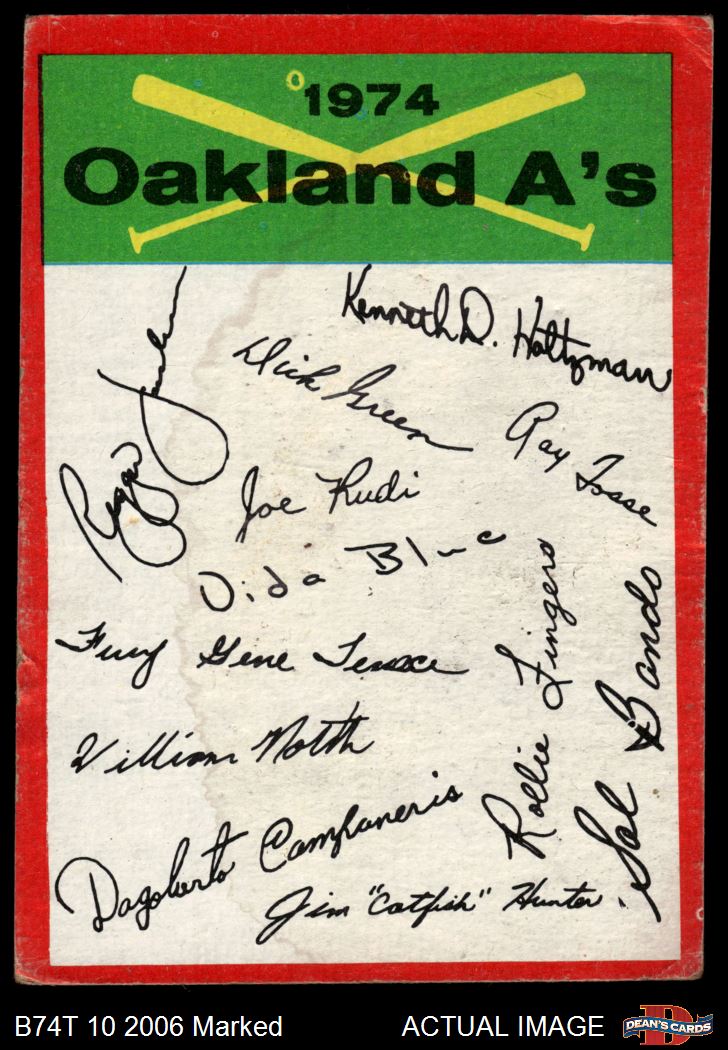 1974
Oakland A's
Kenneth D. Holtzman
Dick Green
Reggie Jackson
Ray Fosse
Joe Rudi
Vida Blue
Fury Gene Tenace
Rollie Fingers
Sal Bando
William North
Dagoberto Campaneris
Jim "Catfish" Hunter.
B74T 10 2006 Marked
ACTUAL IMAGE
D
DEAN'S CARDS